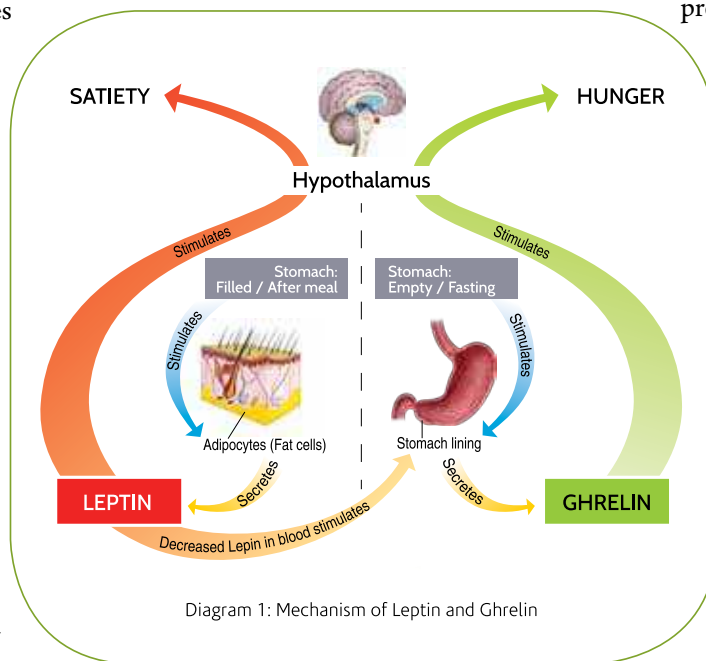 es
pre
SATIETY
HUNGER
Hypothalamus
Stimulates
Stimulates
Stomach:
Filled / After meal
Stomach:
Empty / Fasting
Stimulates
Stimulates
Adipocytes (Fat cells)
Stomach lining
Secretes
Secretes
LEPTIN
GHRELIN
Decreased Lepin in blood stimulates
Diagram 1: Mechanism of Leptin and Ghrelin